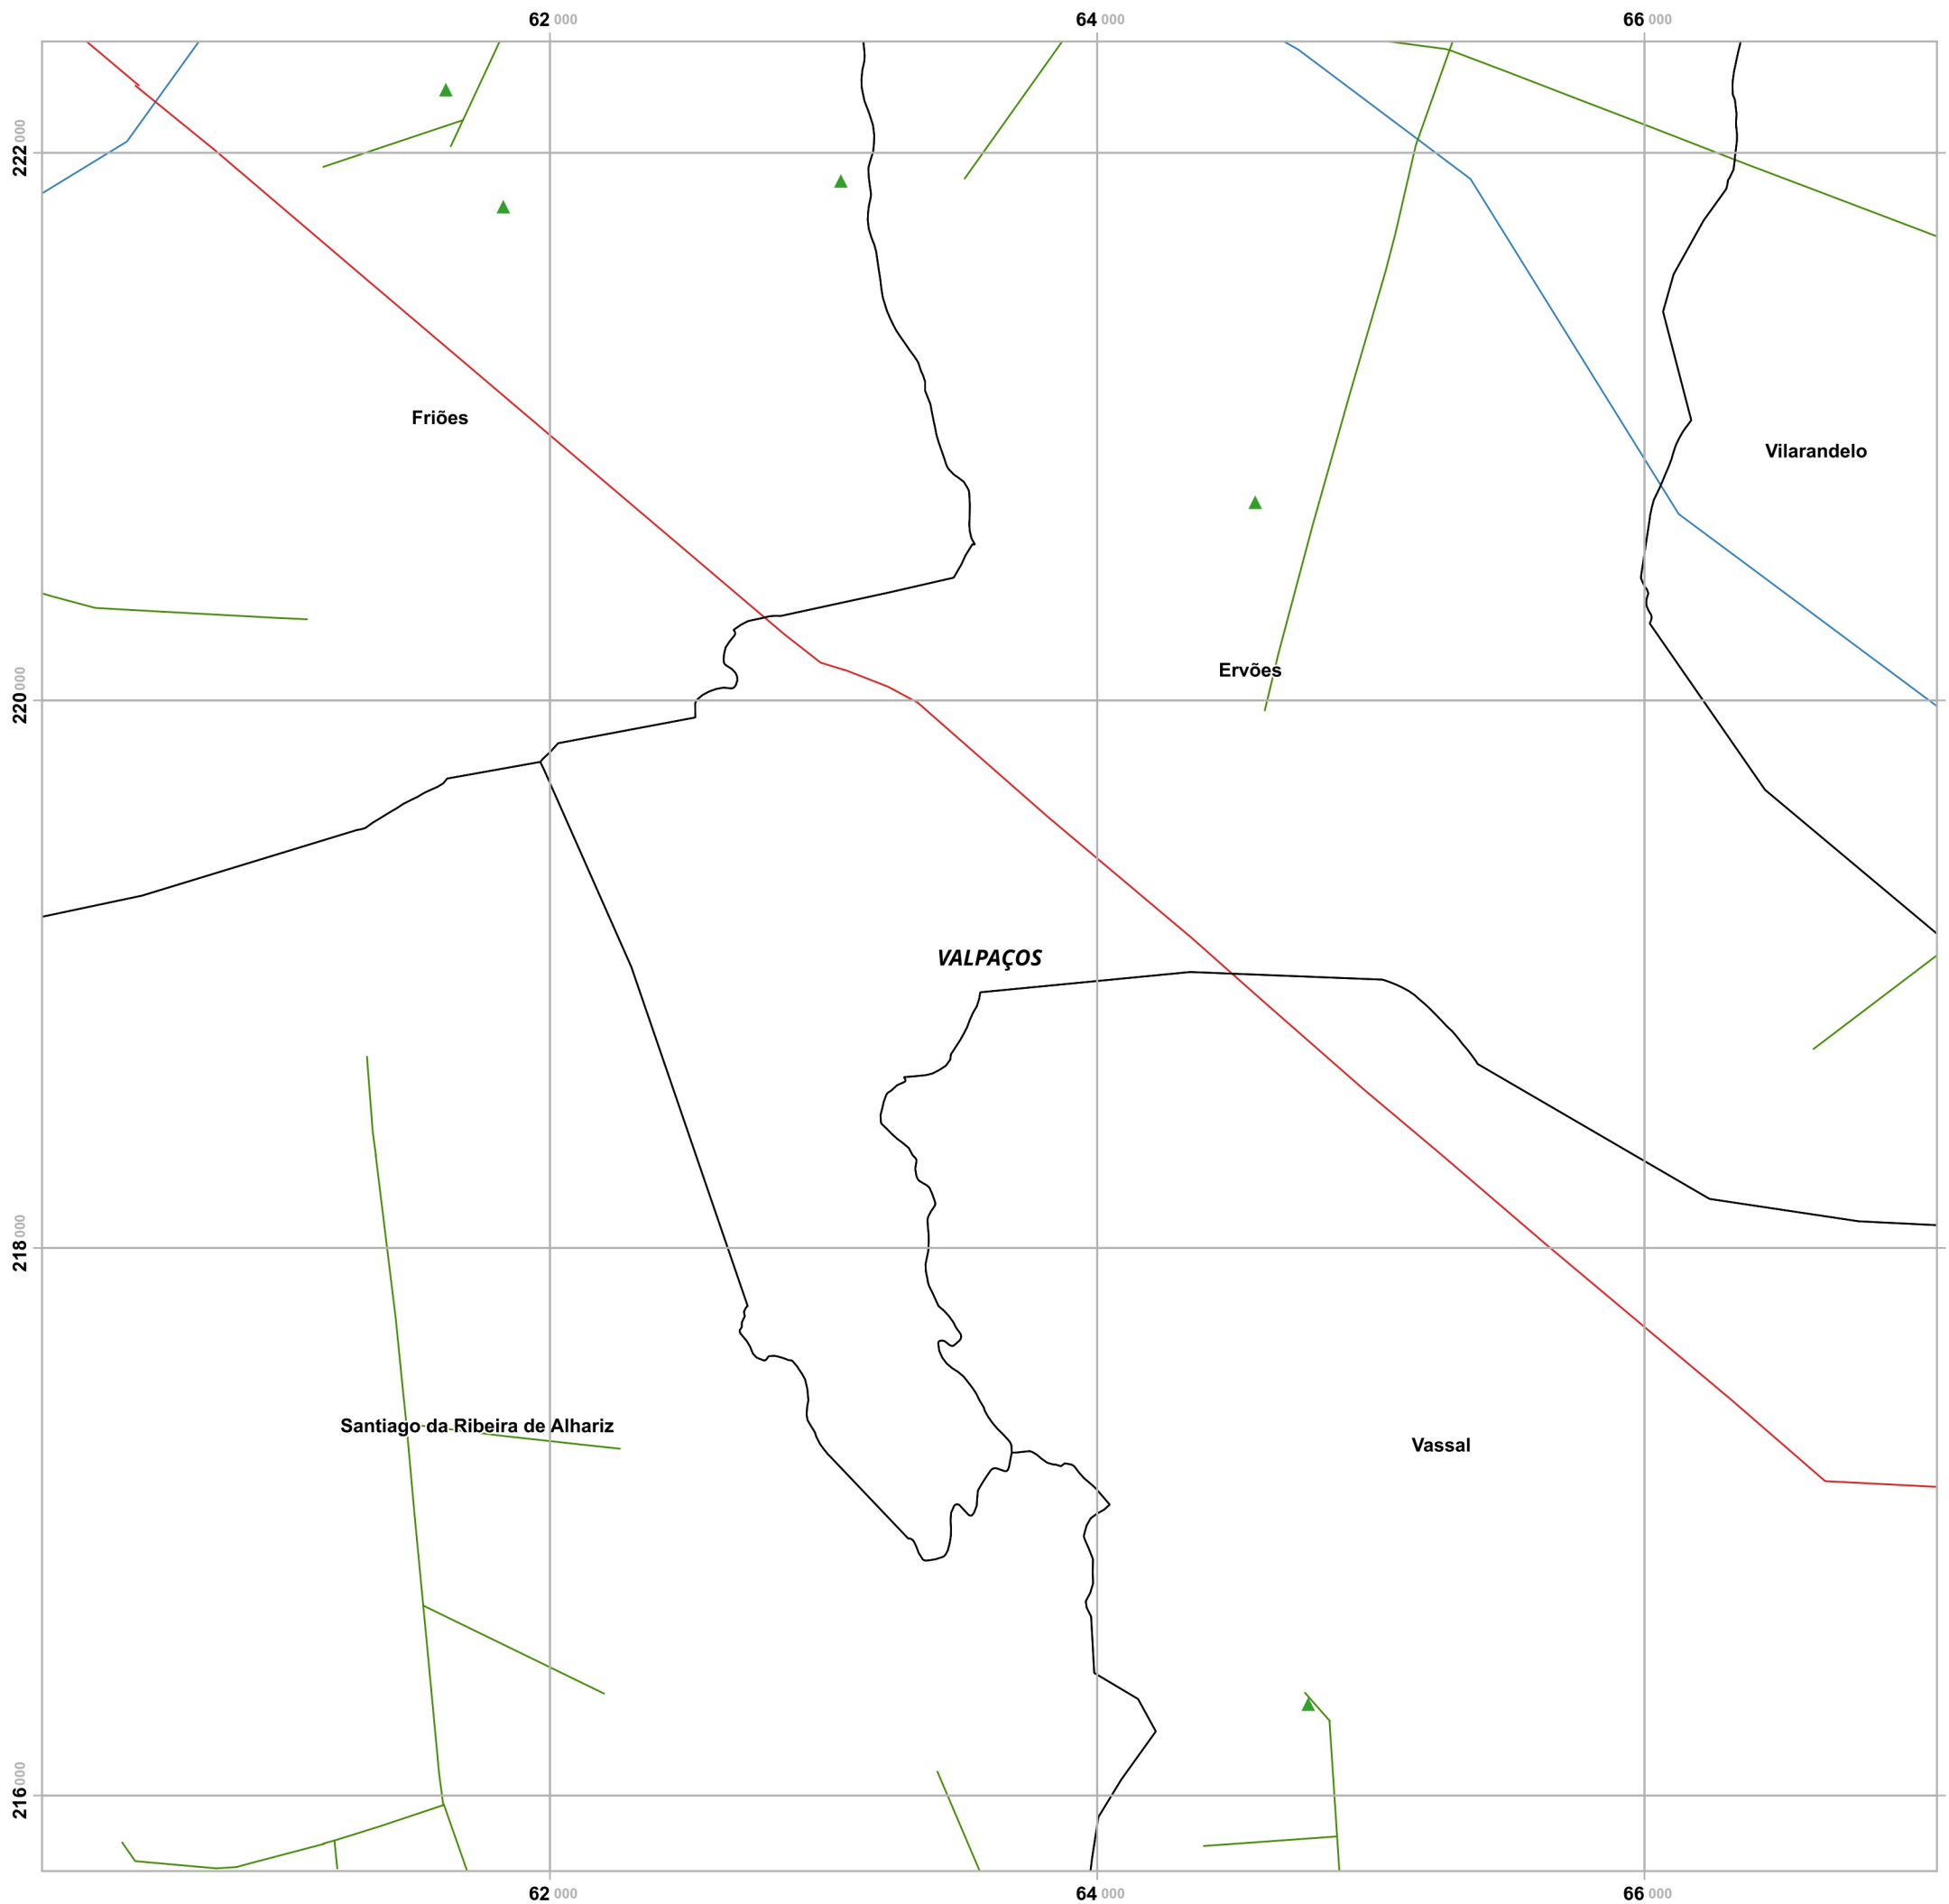 62 000 64 000 66 000
222 000
Friões
Vilarandelo
Ervões
220 000
VALPAÇOS
218 000
Santiago da Ribeira de Alhariz
Vassal
216 000
62 000 64 000 66 000